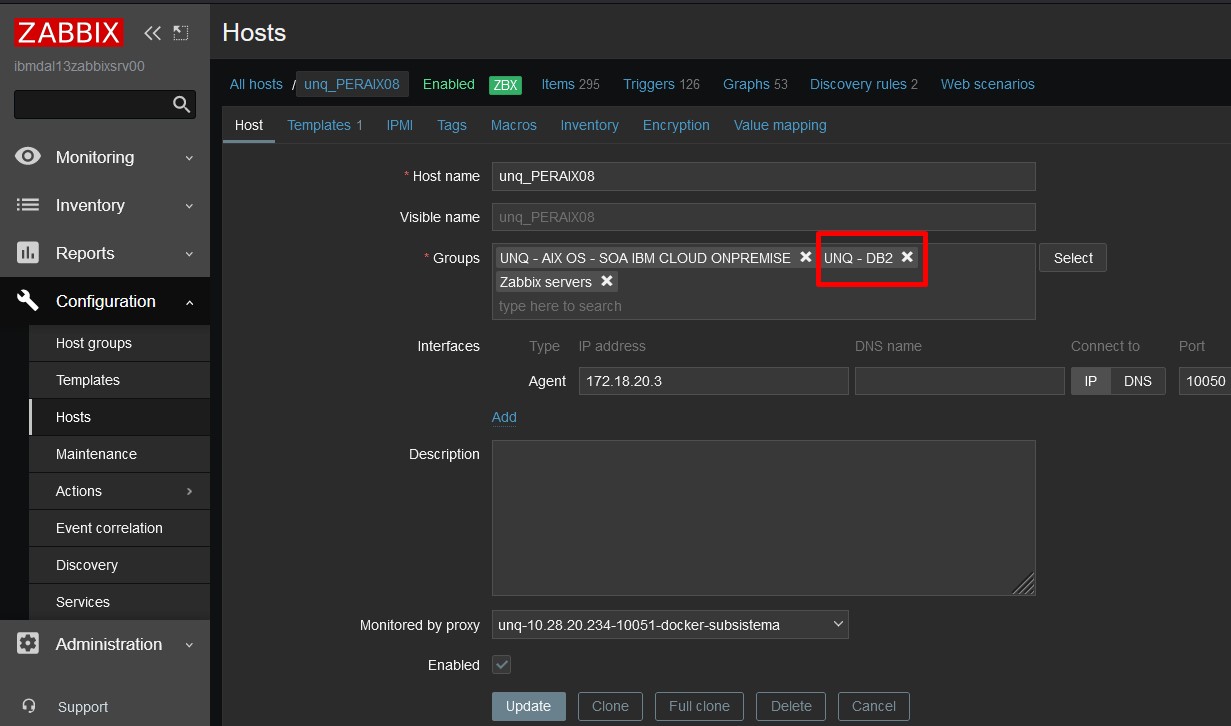 ZABBIX
ibmdal13zabbixsrv00
Monitoring
Inventory
Reports
Configuration
Host groups
Templates
Hosts
Maintenance
Actions
Event correlation
Discovery
Services
Administration
Support
Hosts
All hosts / unq_PERAIX08 Enabled ZBX Items 295 Triggers 126 Graphs 53 Discovery rules 2 Web scenarios
Host Templates 1 IPMI Tags Macros Inventory Encryption Value mapping
* Host name unq_PERAIX08
Visible name unq_PERAIX08
* Groups UNQ - AIX OS - SOA IBM CLOUD ONPREMISE UNQ - DB2 Select
Zabbix servers
type here to search
Interfaces Type IP address DNS name Connect to Port
Agent 172.18.20.3 IP DNS 10050
Add
Description
Monitored by proxy unq-10.28.20.234-10051-docker-subsistema
Enabled
Update Clone Full clone Delete Cancel